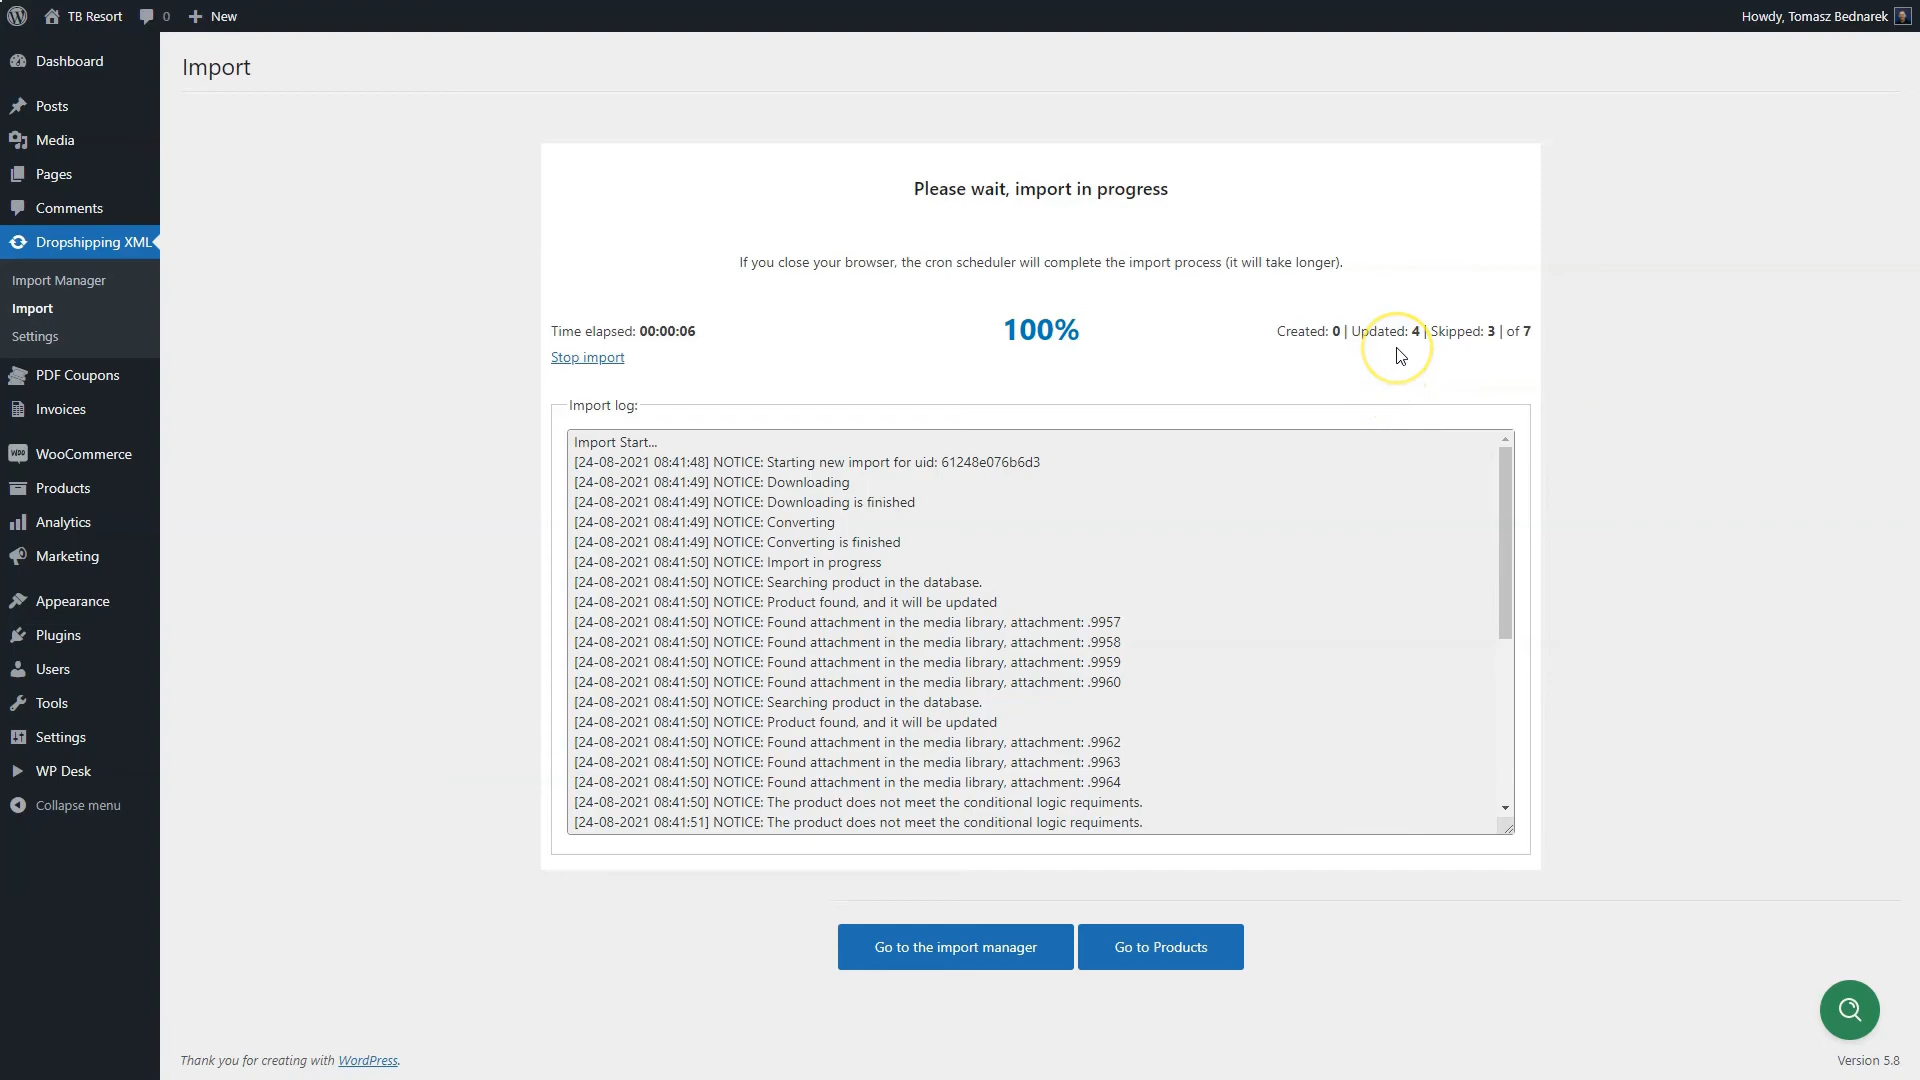 TB Resort
0
New
Howdy, Tomasz Bednarek
Dashboard
Posts
Media
Pages
Comments
Dropshipping XML
Import Manager
Import
Settings
PDF Coupons
Invoices
WooCommerce
Products
Analytics
Marketing
Appearance
Plugins
Users
Tools
Settings
WP Desk
Collapse menu
Import
Please wait, import in progress
If you close your browser, the cron scheduler will complete the import process (it will take longer).
Time elapsed: 00:00:06
100%
Created: 0 | Updated: 4 | Skipped: 3 | of 7
Stop import
Import log:
Import Start...
[24-08-2021 08:41:48] NOTICE: Starting new import for uid: 61248e076b6d3
[24-08-2021 08:41:49] NOTICE: Downloading
[24-08-2021 08:41:49] NOTICE: Downloading is finished
[24-08-2021 08:41:49] NOTICE: Converting
[24-08-2021 08:41:49] NOTICE: Converting is finished
[24-08-2021 08:41:50] NOTICE: Import in progress
[24-08-2021 08:41:50] NOTICE: Searching product in the database.
[24-08-2021 08:41:50] NOTICE: Product found, and it will be updated
[24-08-2021 08:41:50] NOTICE: Found attachment in the media library, attachment: .9957
[24-08-2021 08:41:50] NOTICE: Found attachment in the media library, attachment: .9958
[24-08-2021 08:41:50] NOTICE: Found attachment in the media library, attachment: .9959
[24-08-2021 08:41:50] NOTICE: Found attachment in the media library, attachment: .9960
[24-08-2021 08:41:50] NOTICE: Searching product in the database.
[24-08-2021 08:41:50] NOTICE: Product found, and it will be updated
[24-08-2021 08:41:50] NOTICE: Found attachment in the media library, attachment: .9962
[24-08-2021 08:41:50] NOTICE: Found attachment in the media library, attachment: .9963
[24-08-2021 08:41:50] NOTICE: Found attachment in the media library, attachment: .9964
[24-08-2021 08:41:50] NOTICE: The product does not meet the conditional logic requiments.
[24-08-2021 08:41:51] NOTICE: The product does not meet the conditional logic requiments.
Go to the import manager
Go to Products
Thank you for creating with WordPress.
Version 5.8